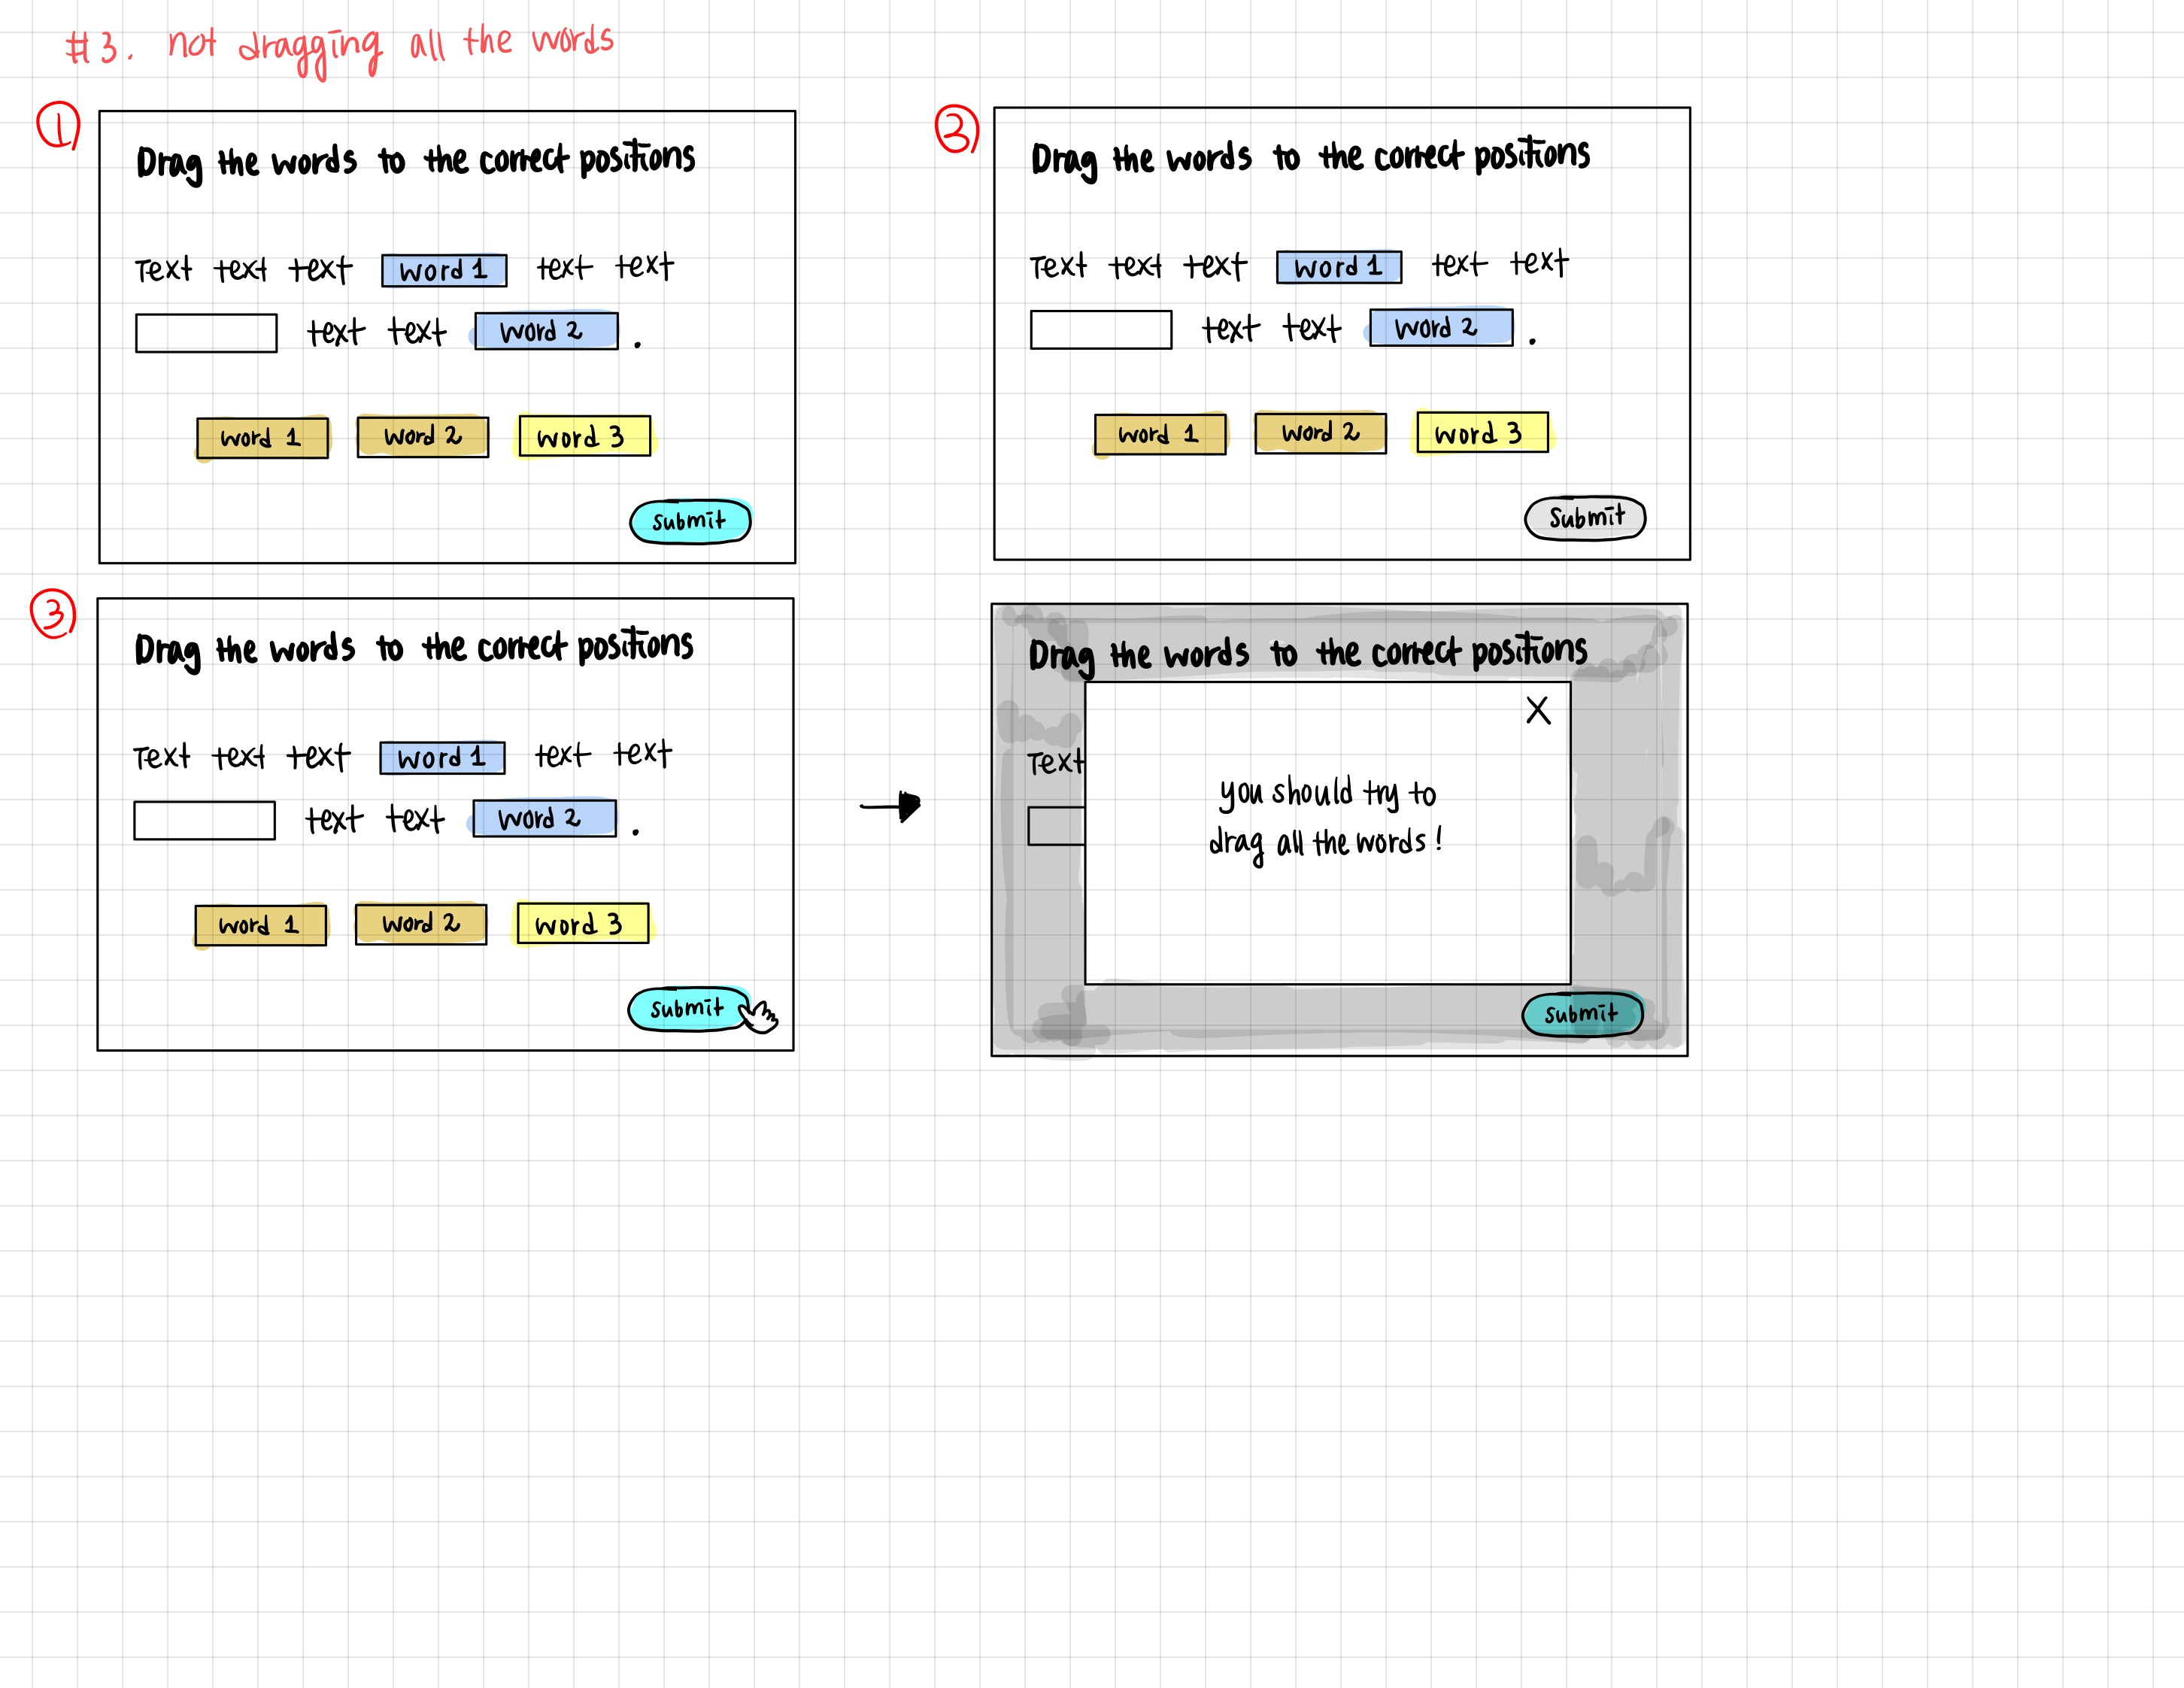 #3. not dragging all the words
1
Drag the words to the correct positions
Text text text word 1 text text
text text word 2 .
word 1 word 2 word 3
submit
2
Drag the words to the correct positions
Text text text word 1 text text
text text word 2 .
word 1 word 2 word 3
Submit
3
Drag the words to the correct positions
Text text text word 1 text text
text text word 2 .
word 1 word 2 word 3
submit
Drag the words to the correct positions
X
Text
you should try to
drag all the words!
submit